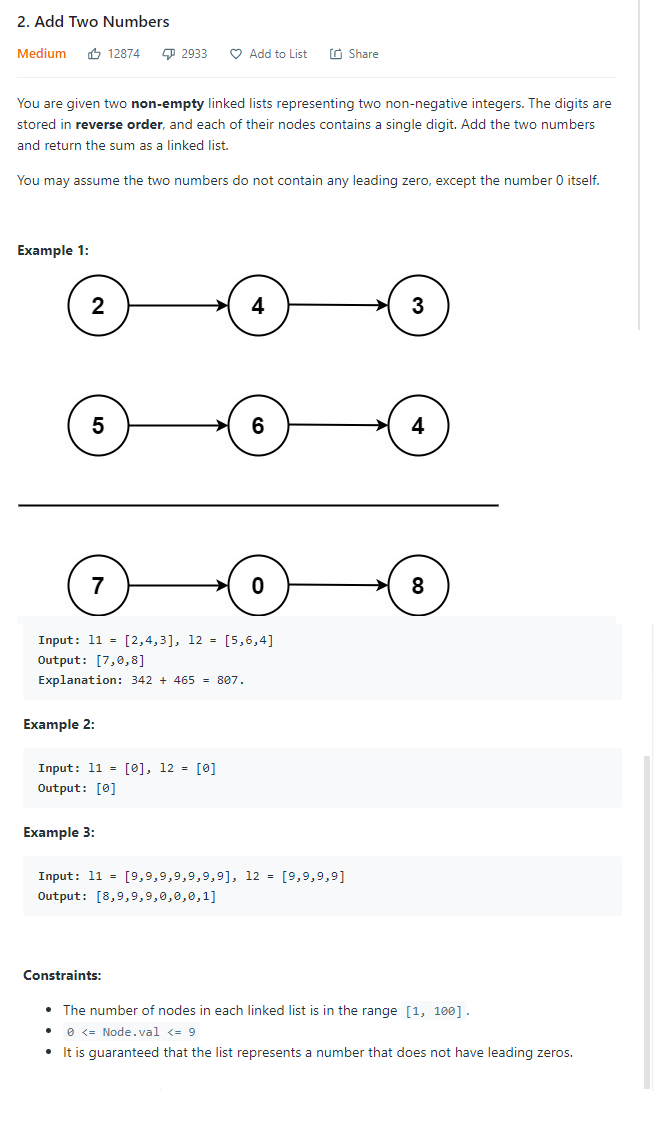 2. Add Two Numbers
Medium 12874 2933 Add to List Share
You are given two non-empty linked lists representing two non-negative integers. The digits are
stored in reverse order, and each of their nodes contains a single digit. Add the two numbers
and return the sum as a linked list.
You may assume the two numbers do not contain any leading zero, except the number 0 itself.
Example 1:
2 4 3
5 6 4
7 0 8
Input: l1 = [2,4,3], l2 = [5,6,4]
Output: [7,0,8]
Explanation: 342 + 465 = 807.
Example 2:
Input: l1 = [0], l2 = [0]
Output: [0]
Example 3:
Input: l1 = [9,9,9,9,9,9,9], l2 = [9,9,9,9]
Output: [8,9,9,9,0,0,0,1]
Constraints:
• The number of nodes in each linked list is in the range [1, 100].
• 0 <= Node.val <= 9
• It is guaranteed that the list represents a number that does not have leading zeros.